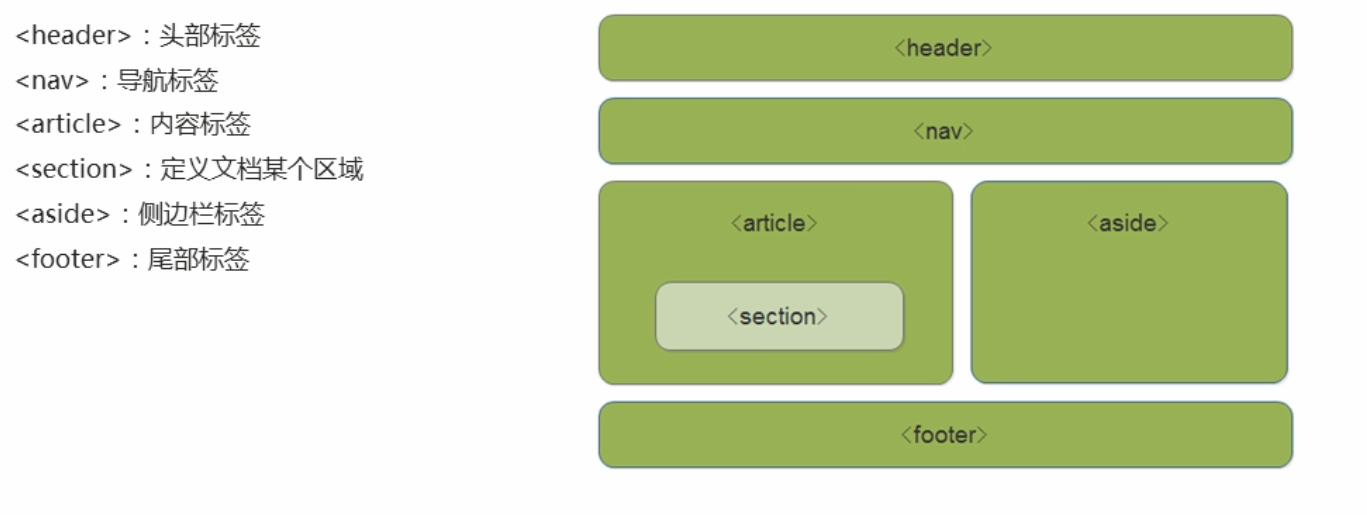 <header>：头部标签
<nav>：导航标签
<article>：内容标签
<section>：定义文档某个区域
<aside>：侧边栏标签
<footer>：尾部标签
<header>
<nav>
<article>
<aside>
<section>
<footer>